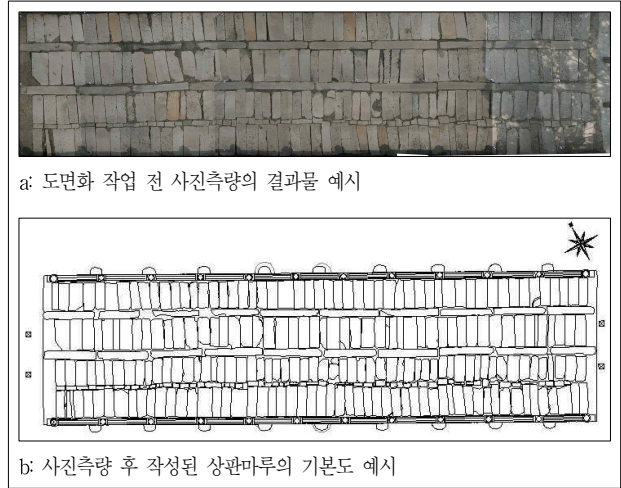 a: 도면화 작업 전 사진측량의 결과물 예시
b: 사진측량 후 작성된 상판마루의 기본도 예시